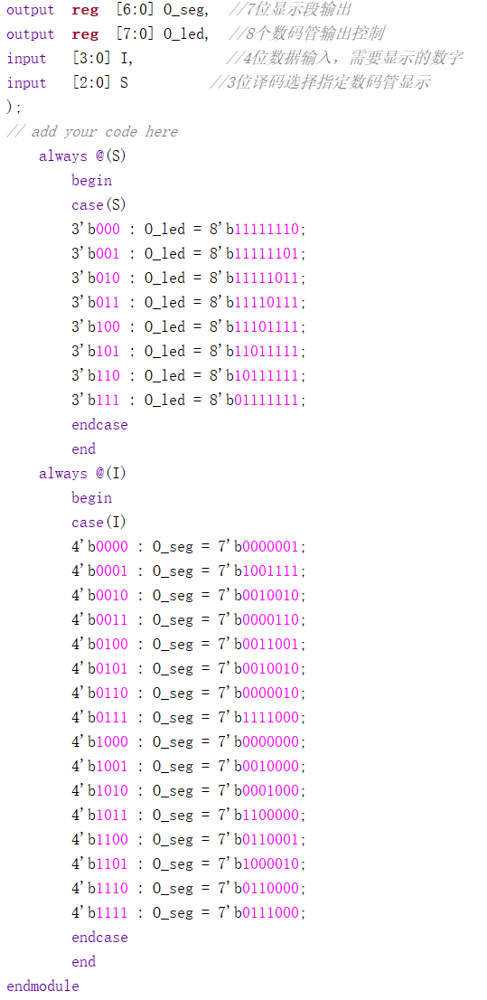 output reg [6:0] O_seg, //7位显示段输出
output reg [7:0] O_led, //8个数码管输出控制
input [3:0] I, //4位数据输入，需要显示的数字
input [2:0] S //3位译码选择指定数码管显示
);
// add your code here
always @(S)
begin
case(S)
3'b000 : O_led = 8'b11111110;
3'b001 : O_led = 8'b11111101;
3'b010 : O_led = 8'b11111011;
3'b011 : O_led = 8'b11110111;
3'b100 : O_led = 8'b11101111;
3'b101 : O_led = 8'b11011111;
3'b110 : O_led = 8'b10111111;
3'b111 : O_led = 8'b01111111;
endcase
end
always @(I)
begin
case(I)
4'b0000 : O_seg = 7'b0000001;
4'b0001 : O_seg = 7'b1001111;
4'b0010 : O_seg = 7'b0010010;
4'b0011 : O_seg = 7'b0000110;
4'b0100 : O_seg = 7'b0011001;
4'b0101 : O_seg = 7'b0010010;
4'b0110 : O_seg = 7'b0000010;
4'b0111 : O_seg = 7'b1111000;
4'b1000 : O_seg = 7'b0000000;
4'b1001 : O_seg = 7'b0010000;
4'b1010 : O_seg = 7'b0001000;
4'b1011 : O_seg = 7'b1100000;
4'b1100 : O_seg = 7'b0110001;
4'b1101 : O_seg = 7'b1000010;
4'b1110 : O_seg = 7'b0110000;
4'b1111 : O_seg = 7'b0111000;
endcase
end
endmodule